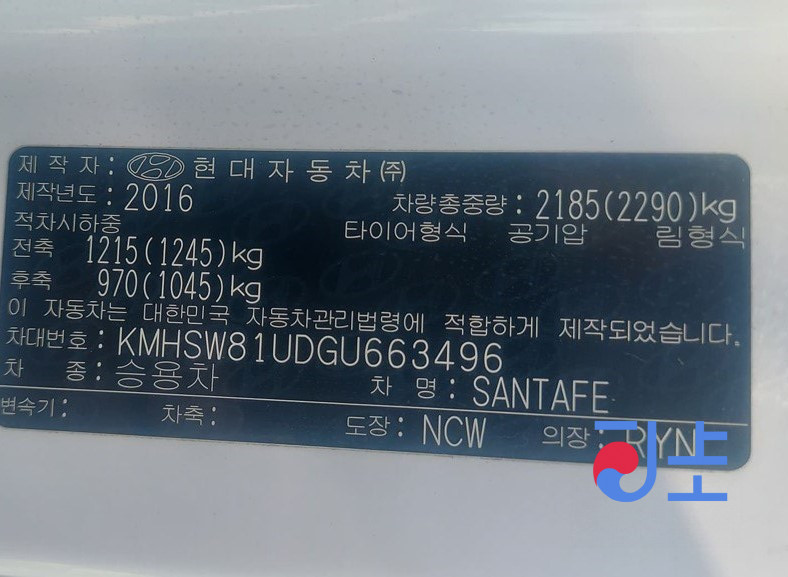 제 작 자 : 현대자동차㈜
제작년도 : 2016 차량총중량 : 2185(2290)kg
적차시하중 타이어형식 공기압 림형식
전축 1215(1245)kg
후축 970(1045)kg
이 자동차는 대한민국 자동차관리법령에 적합하게 제작되었습니다.
차대번호 : KMHSW81UDGU663496
차 종 : 승용차 차 명 : SANTAFE
변속기 : 차축 : 도장 : NCW 의장 : RYN